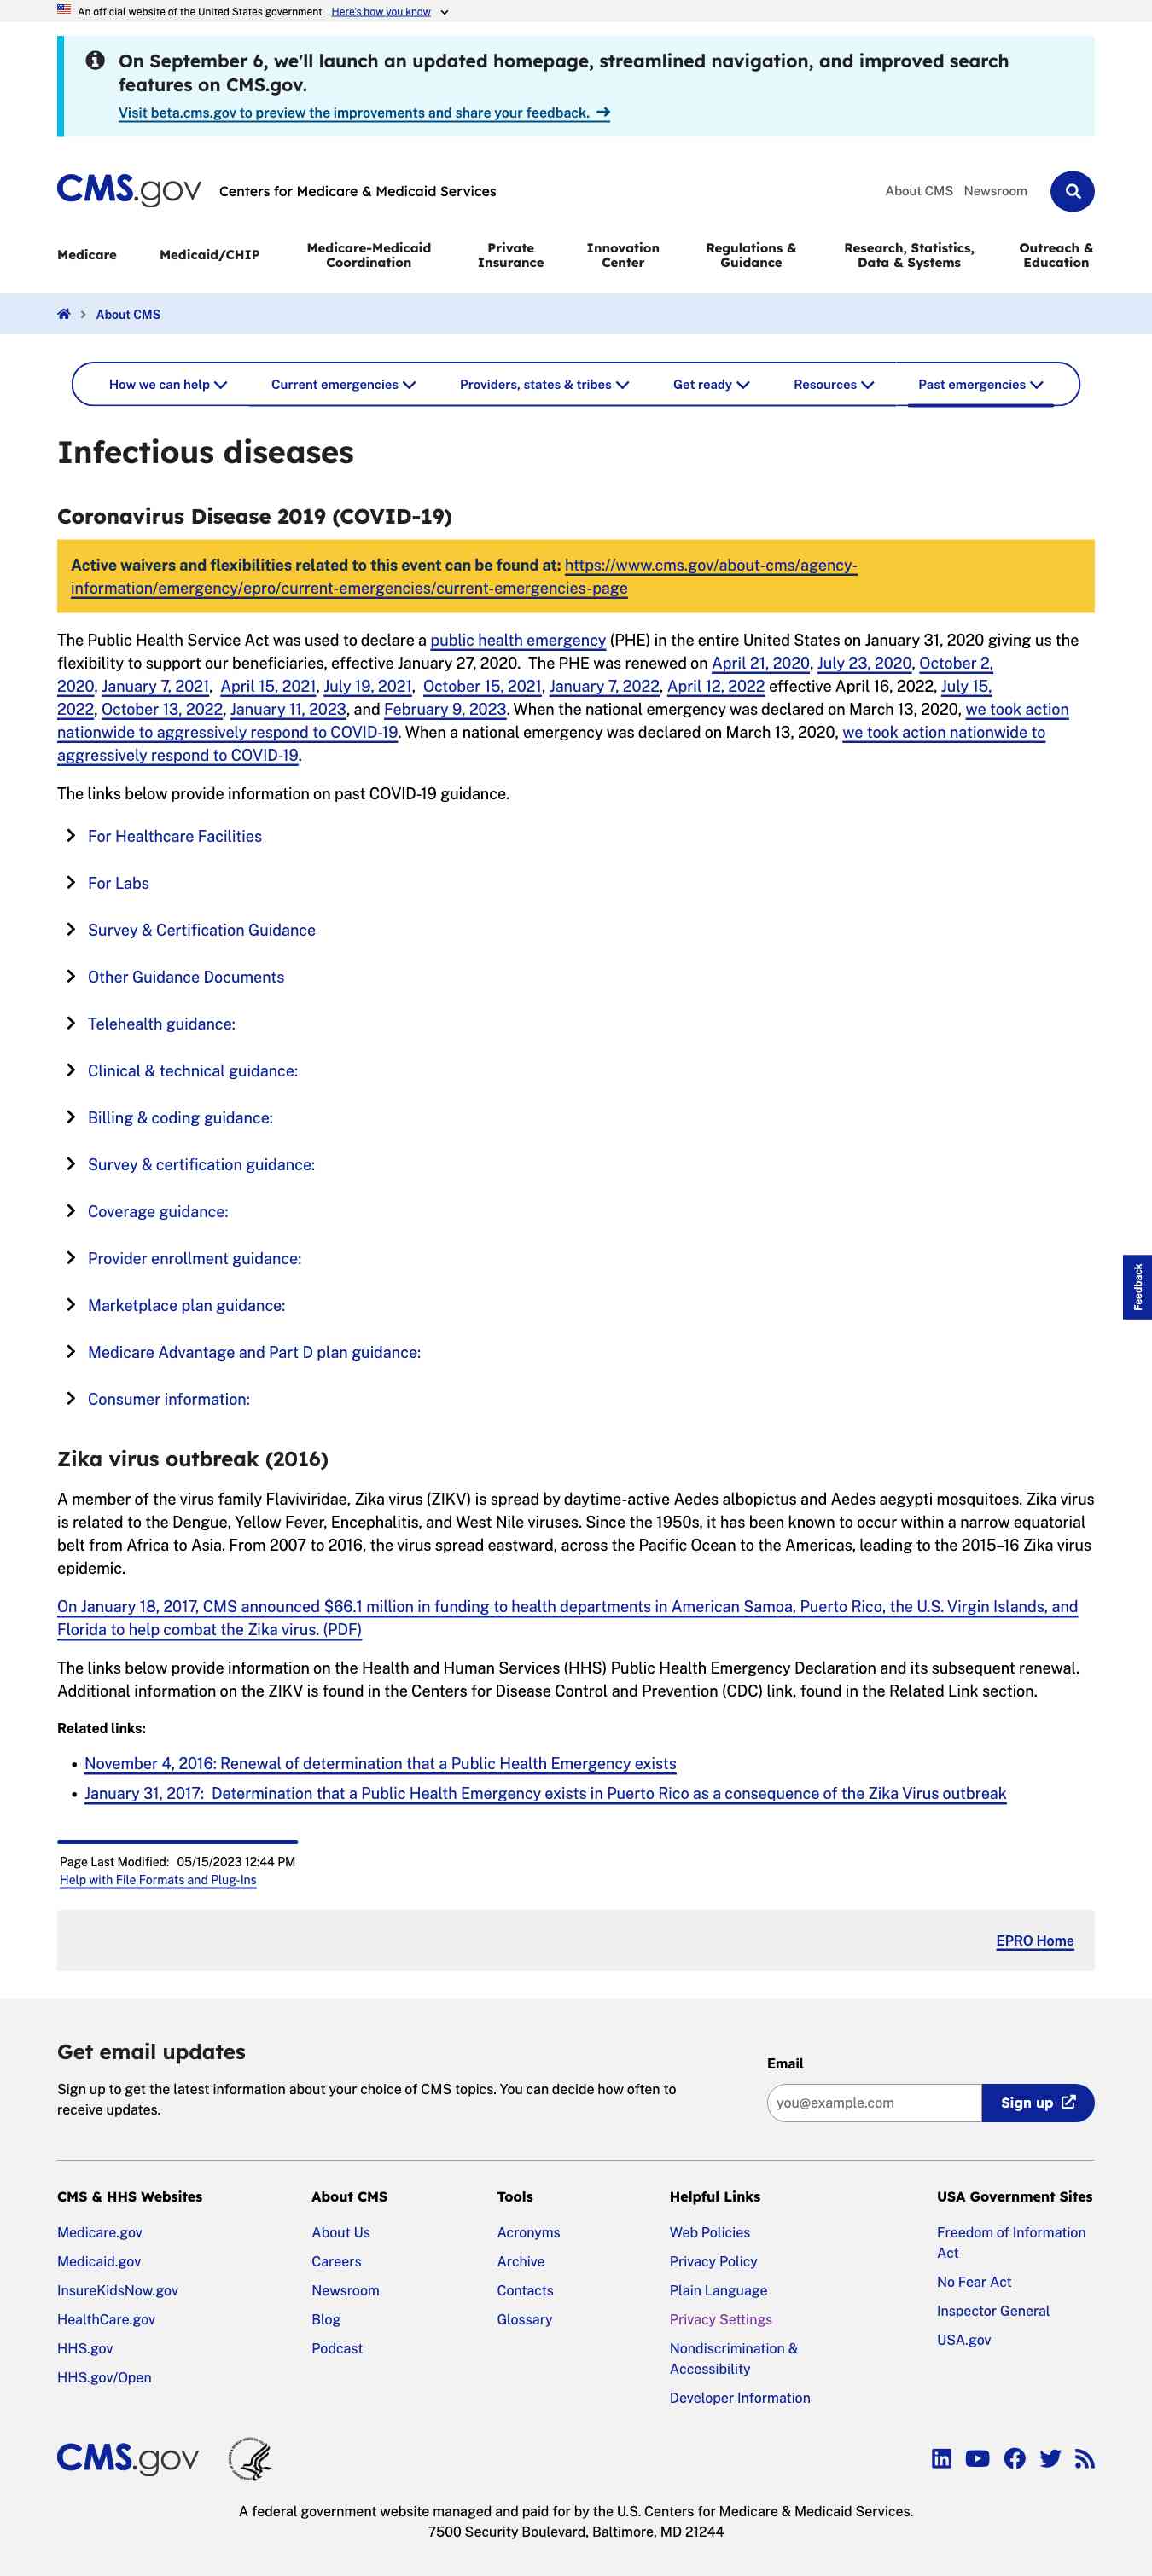 An official website of the United States government Here's how you know
On September 6, we'll launch an updated homepage, streamlined navigation, and improved search
features on CMS.gov.
Visit beta.cms.gov to preview the improvements and share your feedback.
CMS.gov Centers for Medicare & Medicaid Services
About CMS Newsroom
Medicare
Medicaid/CHIP
Medicare-Medicaid
Coordination
Private
Insurance
Innovation
Center
Regulations &
Guidance
Research, Statistics,
Data & Systems
Outreach &
Education
About CMS
How we can help
Current emergencies
Providers, states & tribes
Get ready
Resources
Past emergencies
Infectious diseases
Coronavirus Disease 2019 (COVID-19)
Active waivers and flexibilities related to this event can be found at: https://www.cms.gov/about-cms/agency-
information/emergency/epro/current-emergencies/current-emergencies-page
The Public Health Service Act was used to declare a public health emergency (PHE) in the entire United States on January 31, 2020 giving us the
flexibility to support our beneficiaries, effective January 27, 2020. The PHE was renewed on April 21, 2020, July 23, 2020, October 2,
2020, January 7, 2021, April 15, 2021, July 19, 2021, October 15, 2021, January 7, 2022, April 12, 2022 effective April 16, 2022, July 15,
2022, October 13, 2022, January 11, 2023, and February 9, 2023. When the national emergency was declared on March 13, 2020, we took action
nationwide to aggressively respond to COVID-19. When a national emergency was declared on March 13, 2020, we took action nationwide to
aggressively respond to COVID-19.
The links below provide information on past COVID-19 guidance.
For Healthcare Facilities
For Labs
Survey & Certification Guidance
Other Guidance Documents
Telehealth guidance:
Clinical & technical guidance:
Billing & coding guidance:
Survey & certification guidance:
Coverage guidance:
Provider enrollment guidance:
Marketplace plan guidance:
Medicare Advantage and Part D plan guidance:
Consumer information:
Feedback
Zika virus outbreak (2016)
A member of the virus family Flaviviridae, Zika virus (ZIKV) is spread by daytime-active Aedes albopictus and Aedes aegypti mosquitoes. Zika virus
is related to the Dengue, Yellow Fever, Encephalitis, and West Nile viruses. Since the 1950s, it has been known to occur within a narrow equatorial
belt from Africa to Asia. From 2007 to 2016, the virus spread eastward, across the Pacific Ocean to the Americas, leading to the 2015–16 Zika virus
epidemic.
On January 18, 2017, CMS announced $66.1 million in funding to health departments in American Samoa, Puerto Rico, the U.S. Virgin Islands, and
Florida to help combat the Zika virus. (PDF)
The links below provide information on the Health and Human Services (HHS) Public Health Emergency Declaration and its subsequent renewal.
Additional information on the ZIKV is found in the Centers for Disease Control and Prevention (CDC) link, found in the Related Link section.
Related links:
• November 4, 2016: Renewal of determination that a Public Health Emergency exists
• January 31, 2017: Determination that a Public Health Emergency exists in Puerto Rico as a consequence of the Zika Virus outbreak
Page Last Modified: 05/15/2023 12:44 PM
Help with File Formats and Plug-Ins
EPRO Home
Get email updates
Sign up to get the latest information about your choice of CMS topics. You can decide how often to
receive updates.
Email
you@example.com
Sign up
CMS & HHS Websites
Medicare.gov
Medicaid.gov
InsureKidsNow.gov
HealthCare.gov
HHS.gov
HHS.gov/Open
About CMS
About Us
Careers
Newsroom
Blog
Podcast
Tools
Acronyms
Archive
Contacts
Glossary
Helpful Links
Web Policies
Privacy Policy
Plain Language
Privacy Settings
Nondiscrimination &
Accessibility
Developer Information
USA Government Sites
Freedom of Information
Act
No Fear Act
Inspector General
USA.gov
CMS.gov
A federal government website managed and paid for by the U.S. Centers for Medicare & Medicaid Services.
7500 Security Boulevard, Baltimore, MD 21244